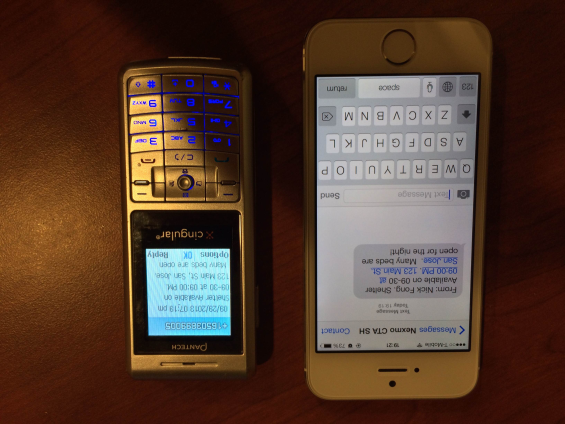 PANTECH
09/29/2013 07:19 pm
Shelter Available on
09-30 at 09:00 PM
123 Main St, San Jose.
Many beds are open
Options OK Reply
cingular
C/
1 2 ABC 3 DEF
4 GHI 5 JKL 6 MNO
7 8 9 WXYZ
* 0 #
T-Mobile 19:21 73%
Messages Nexmo CTA SH Contact
Text Message
Today 19:19
From: Nick Fong, Shelter
Available on 09-30 at
09:00 PM 123 Main St.
San Jose. Many beds are
open for the night!
Text Message Send
Q W E R T Y U I O P
A S D F G H J K L
Z X C V B N M
123 space return